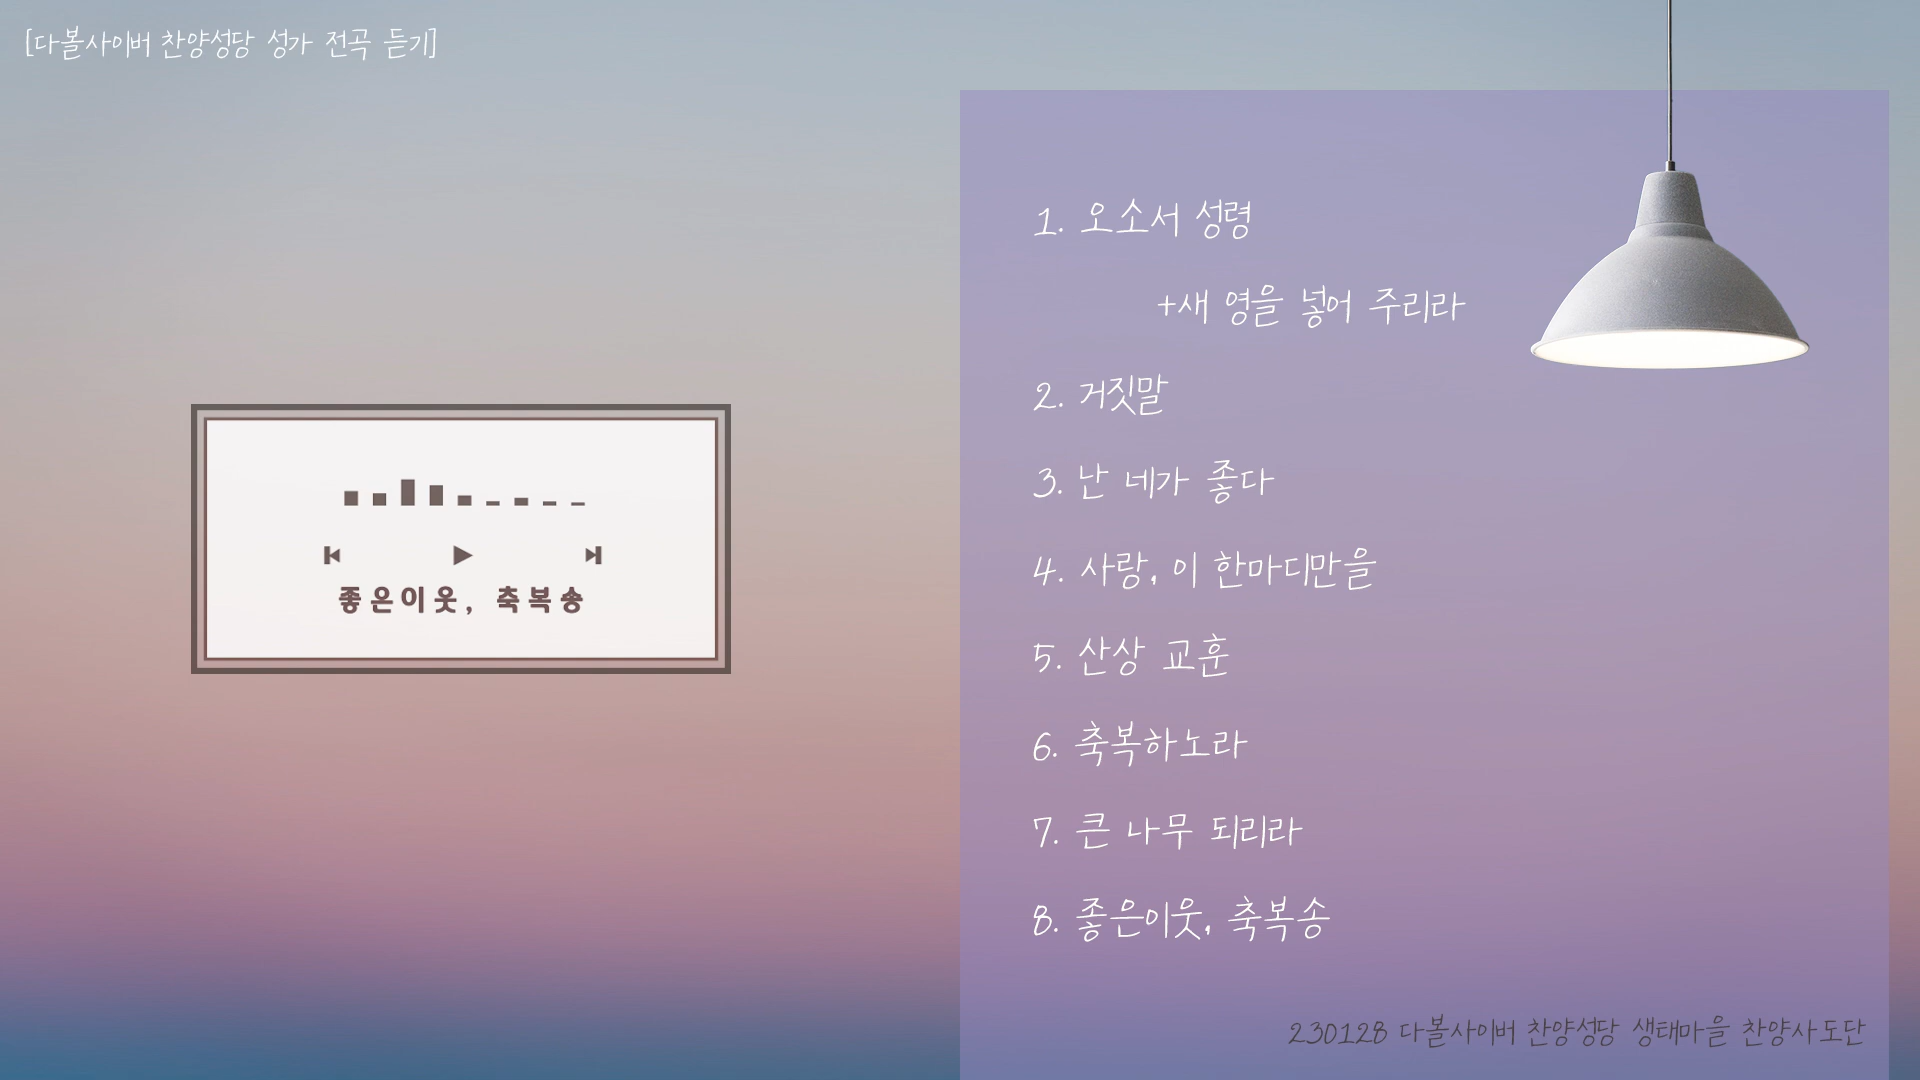 [다볼사이버 찬양성당 성가 전곡 듣기]
1. 오소서 성령
+새 영을 넣어 주리라
2. 거짓말
3. 난 네가 좋다
4. 사랑, 이 한마디만을
5. 산상 교훈
6. 축복하노라
7. 큰 나무 되리라
8. 좋은이웃, 축복송
좋은이웃, 축복송
230128 다볼사이버 찬양성당 생태마을 찬양사도단